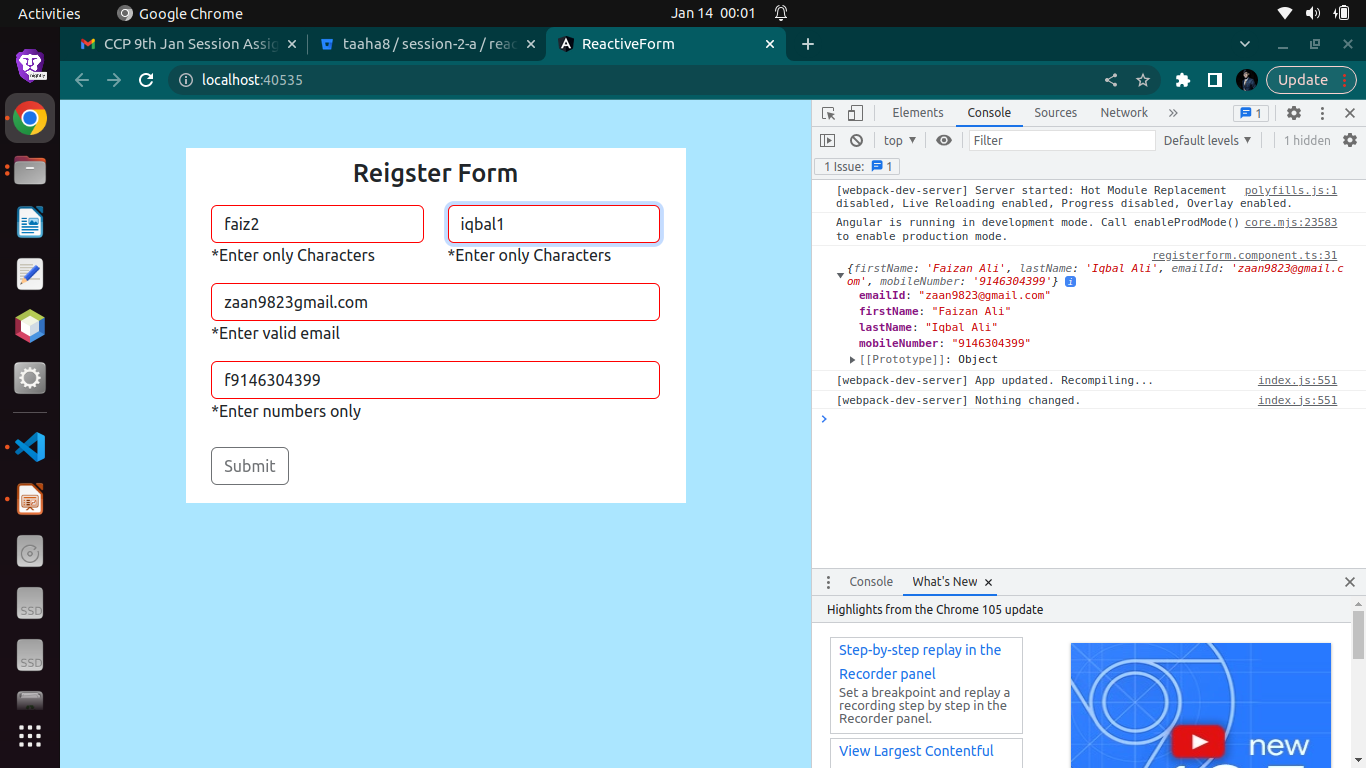 Activities
Google Chrome
Jan 14 00:01
CCP 9th Jan Session Assig
taaha8 / session-2-a / reac
ReactiveForm
localhost:40535
Update
Reigster Form
faiz2
iqbal1
*Enter only Characters
*Enter only Characters
zaan9823gmail.com
*Enter valid email
f9146304399
*Enter numbers only
Submit
Elements
Console
Sources
Network
»
1
top
Filter
Default levels
1 hidden
1 Issue:
1
[webpack-dev-server] Server started: Hot Module Replacement polyfills.js:1
disabled, Live Reloading enabled, Progress disabled, Overlay enabled.
Angular is running in development mode. Call enableProdMode() core.mjs:23583
to enable production mode.
registerform.component.ts:31
{firstName: 'Faizan Ali', lastName: 'Iqbal Ali', emailId: 'zaan9823@gmail.c
om', mobileNumber: '9146304399'}
emailId: "zaan9823@gmail.com"
firstName: "Faizan Ali"
lastName: "Iqbal Ali"
mobileNumber: "9146304399"
[[Prototype]]: Object
[webpack-dev-server] App updated. Recompiling... index.js:551
[webpack-dev-server] Nothing changed. index.js:551
Console
What's New
Highlights from the Chrome 105 update
Step-by-step replay in the
Recorder panel
Set a breakpoint and replay a
recording step by step in the
Recorder panel.
View Largest Contentful
new
SSD
SSD